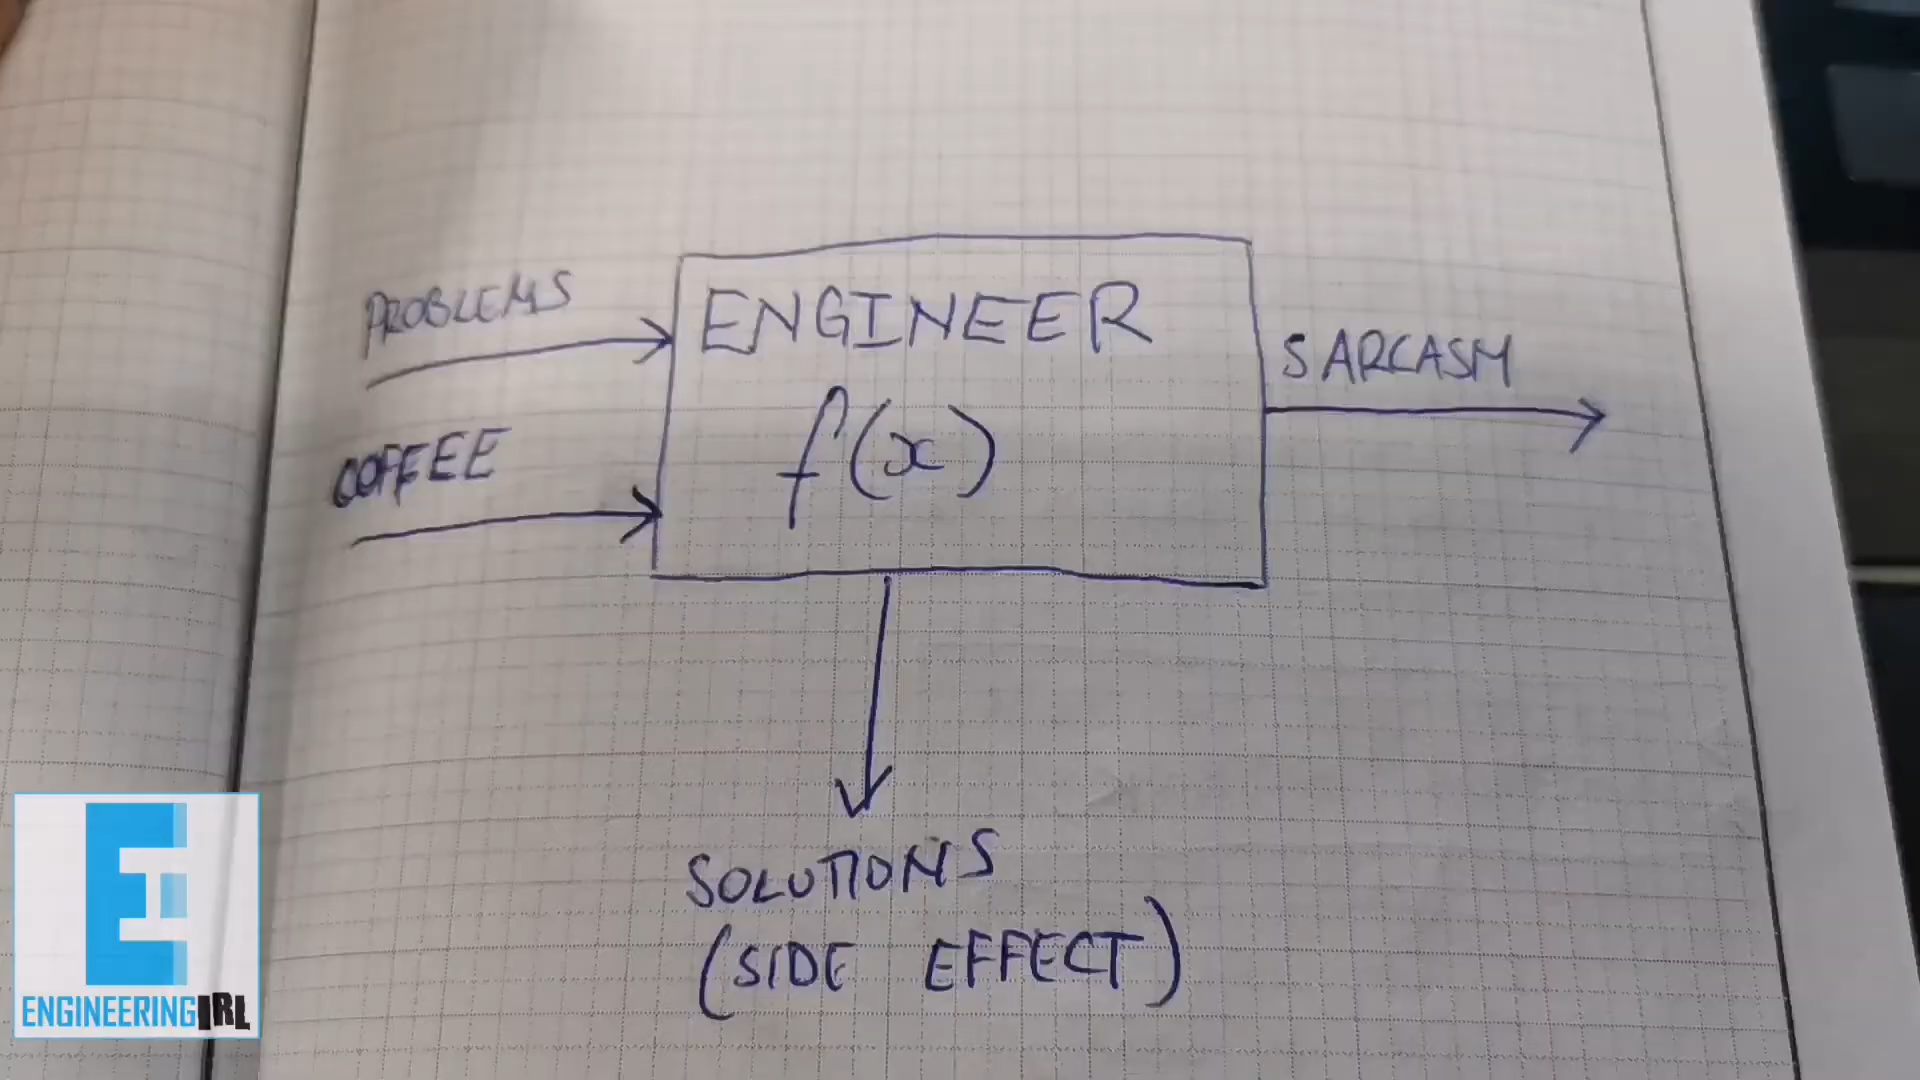 PROBLEMS
COFFEE
ENGINEER
f(x)
SARCASM
SOLUTIONS
(SIDE EFFECT)
ENGINEERINGIRL